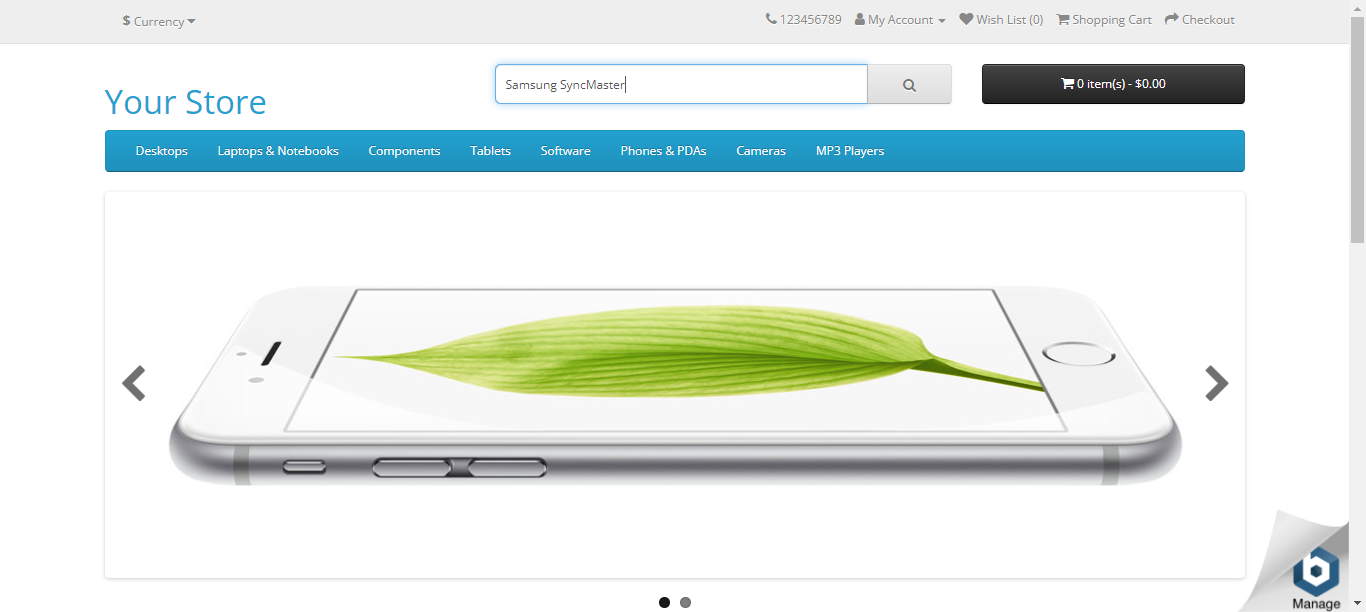 $ Currency
123456789 My Account Wish List (0) Shopping Cart Checkout
Your Store
Samsung SyncMaster
0 item(s) - $0.00
Desktops Laptops & Notebooks Components Tablets Software Phones & PDAs Cameras MP3 Players
Manage